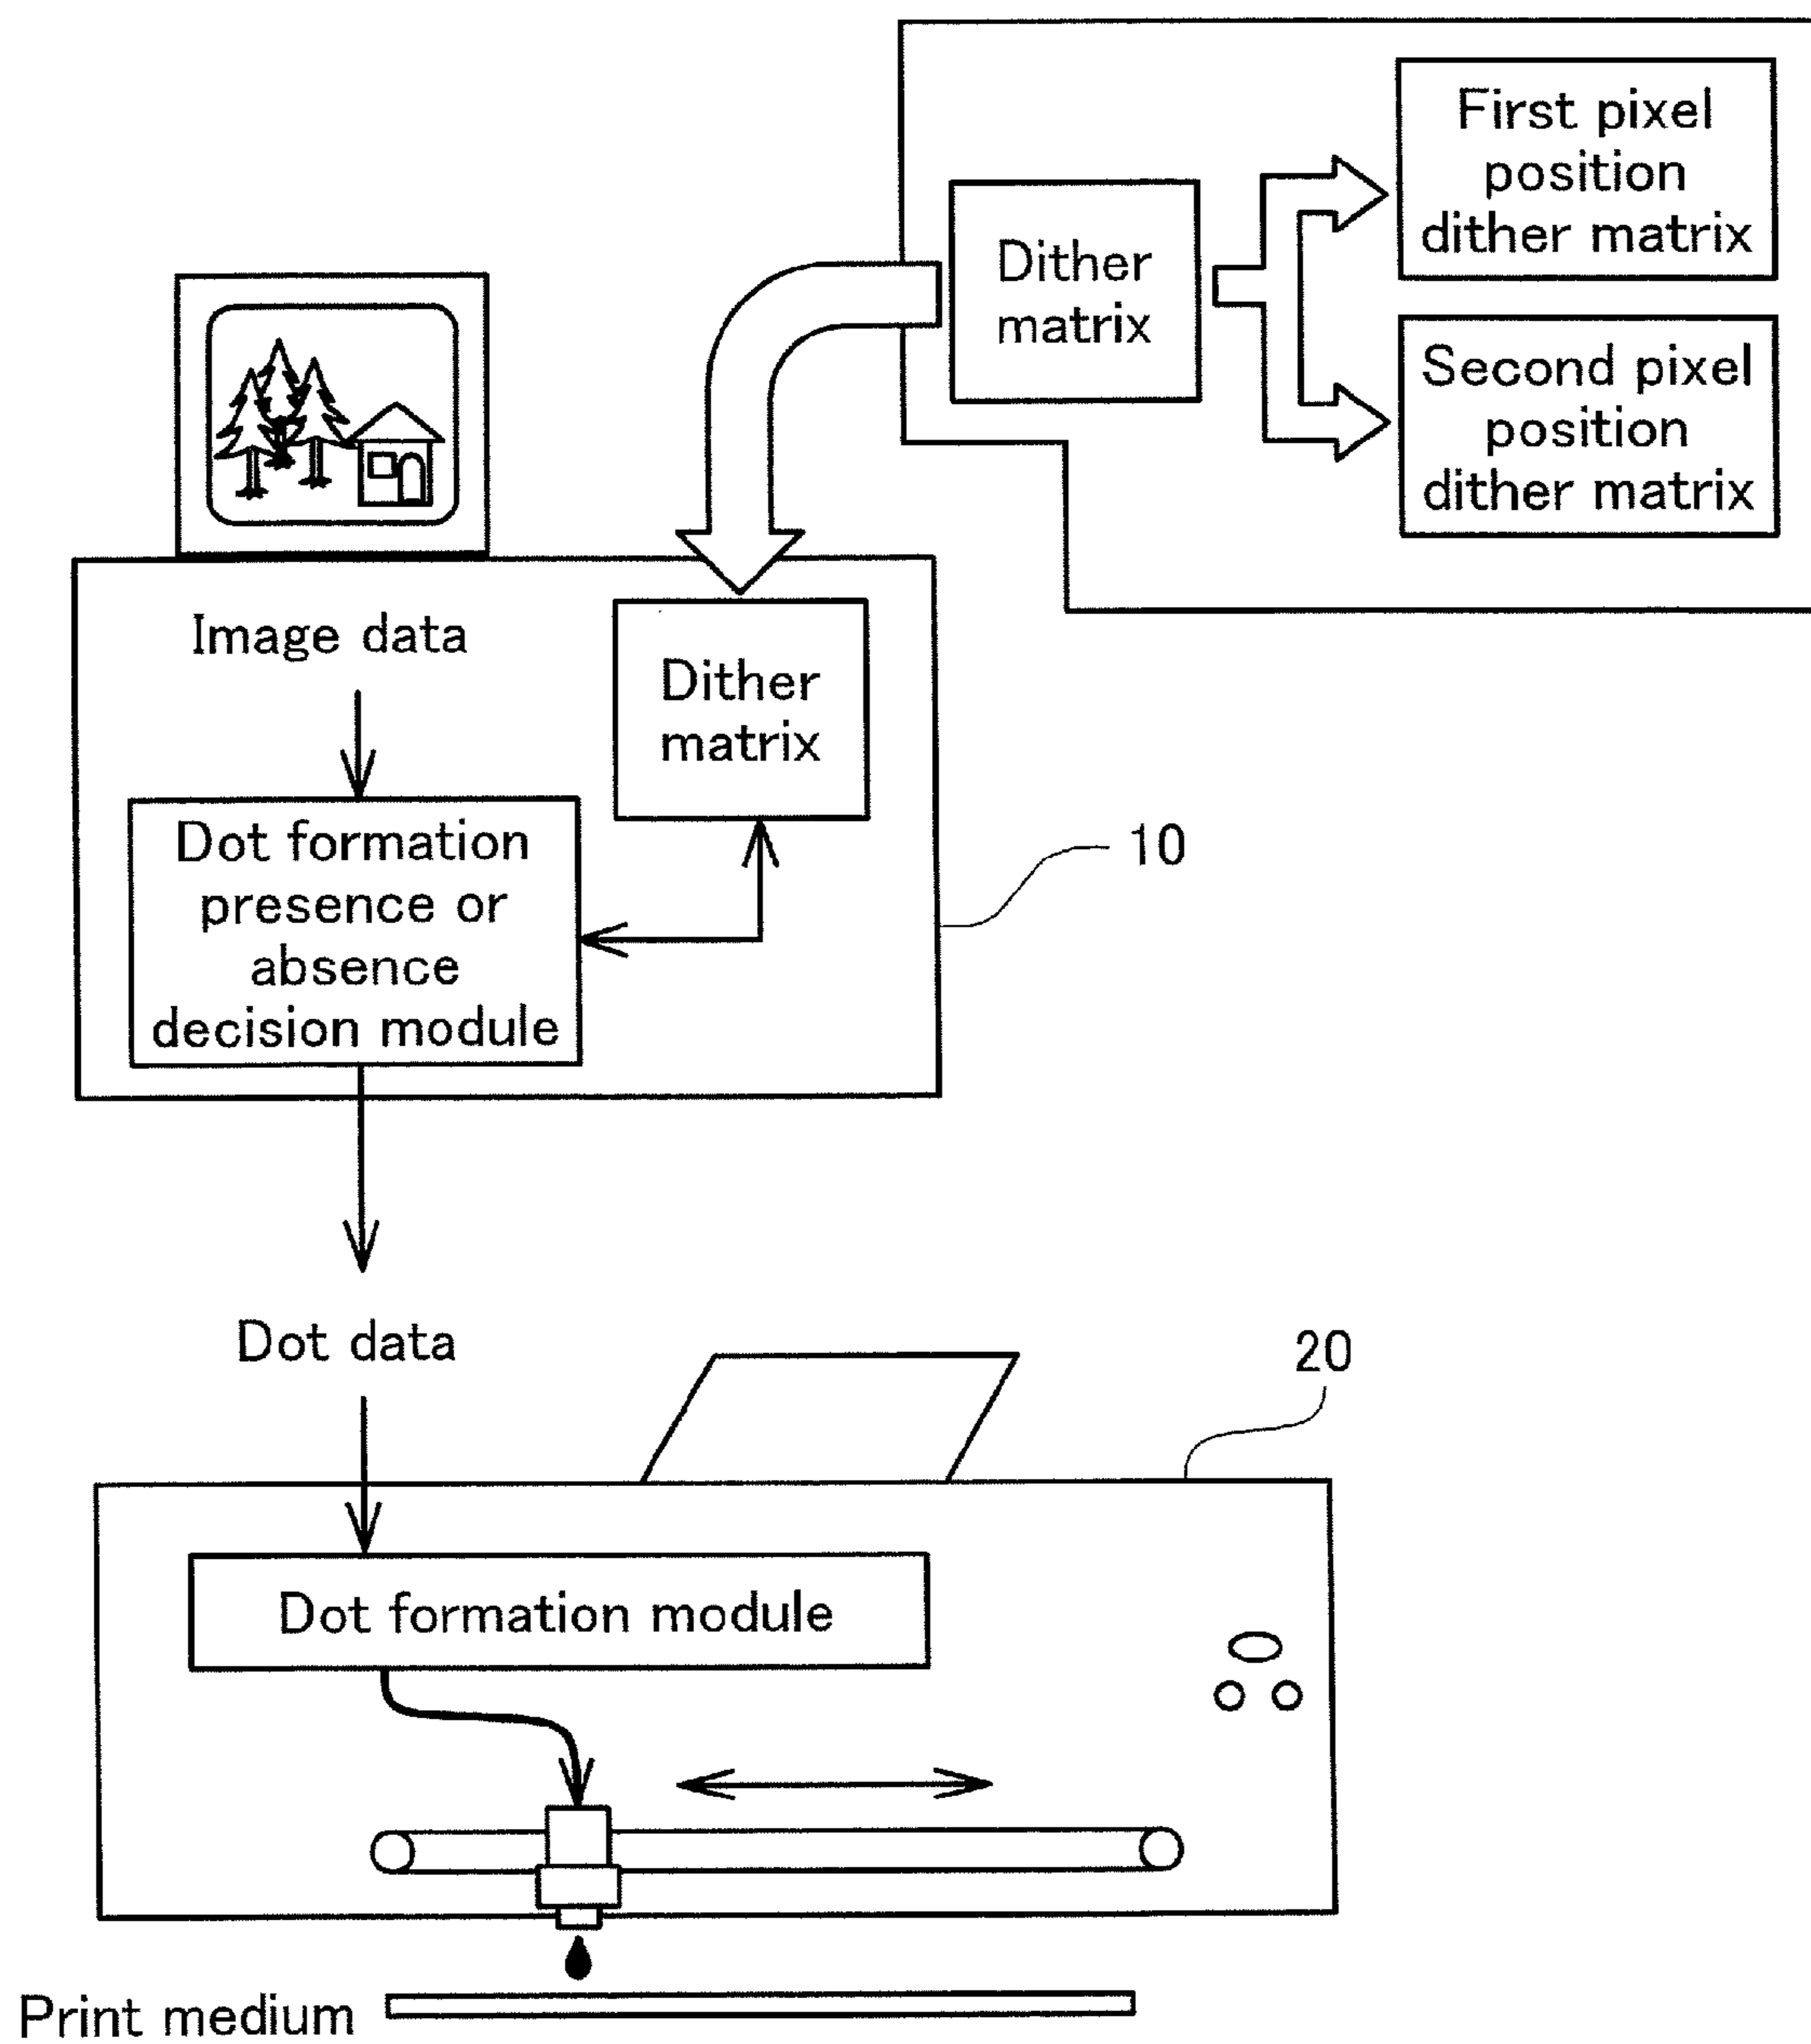 First pixel
position
dither matrix
Dither
matrix
Second pixel
position
dither matrix
Image data
Dither
matrix
Dot formation
presence or
absence
decision module
10
Dot data
20
Dot formation module
Print medium